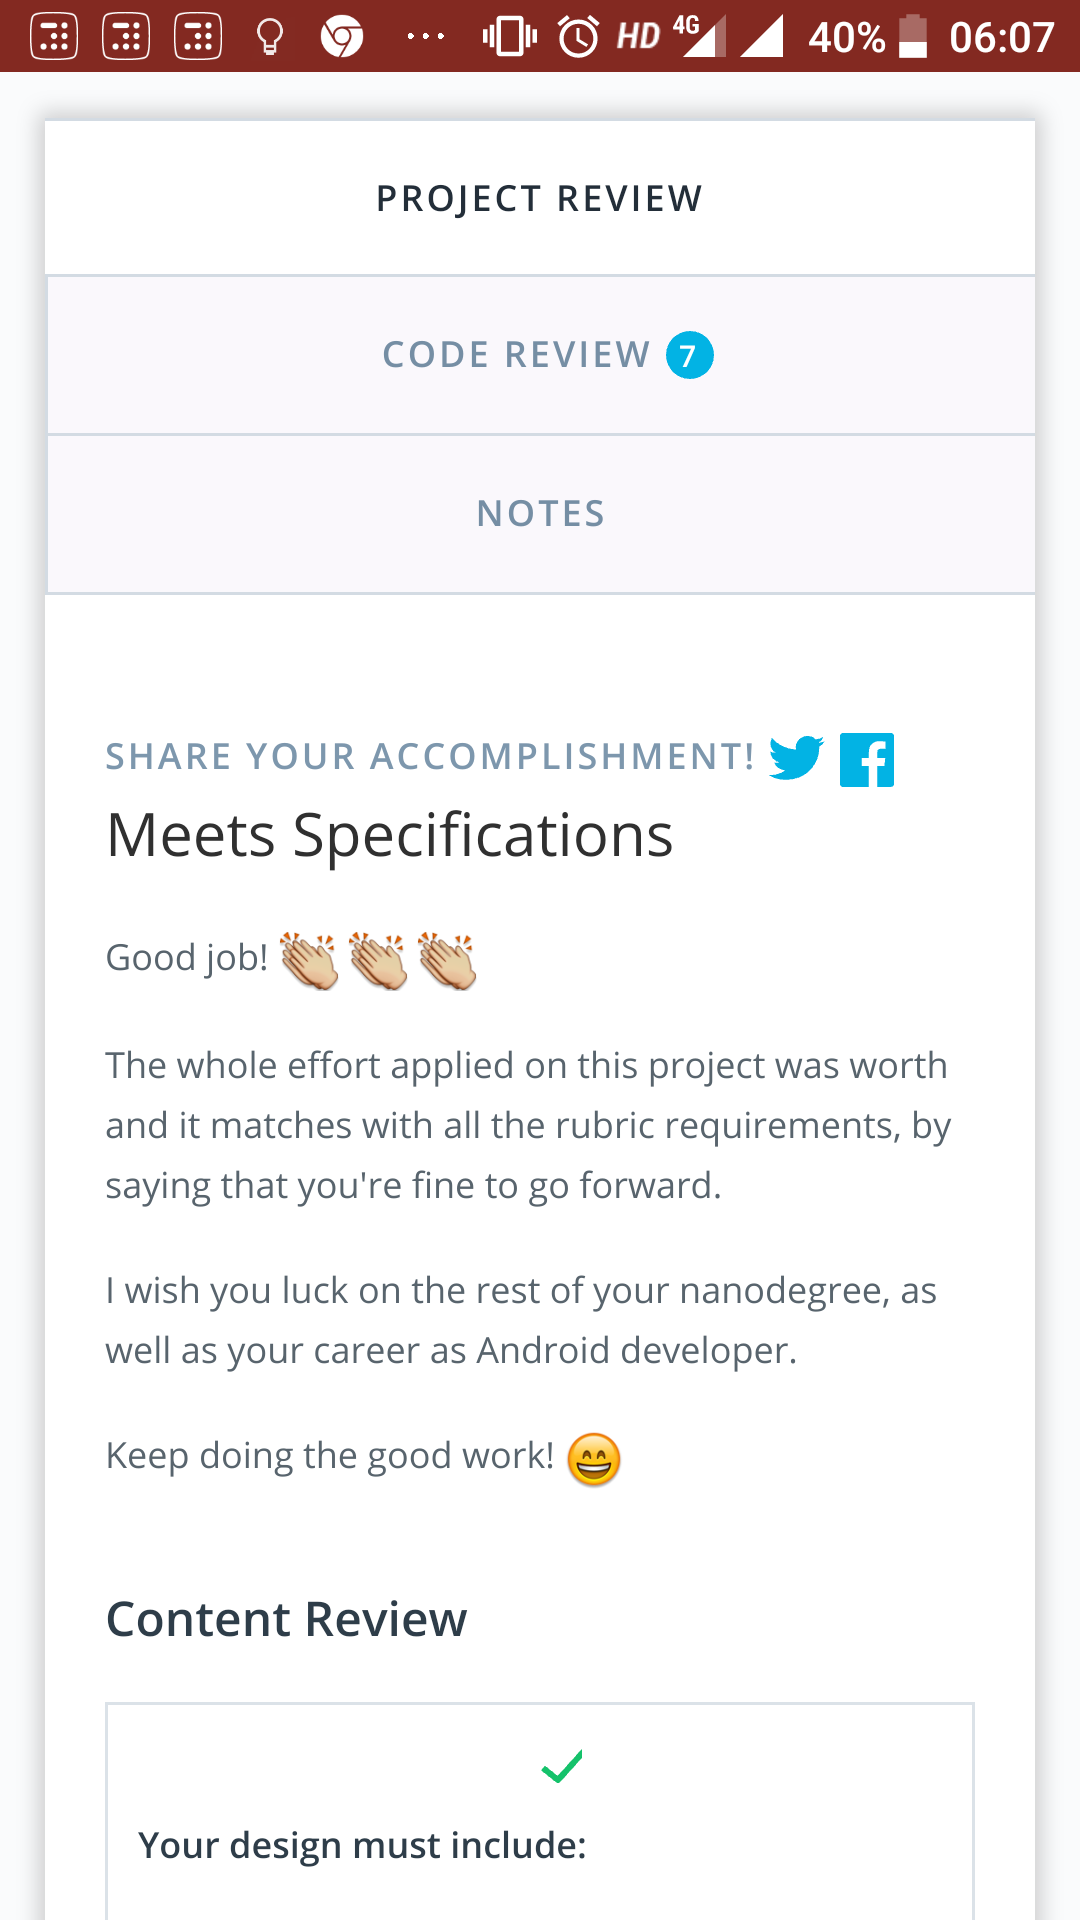 HD 4G 40% 06:07
PROJECT REVIEW
CODE REVIEW 7
NOTES
SHARE YOUR ACCOMPLISHMENT!
Meets Specifications
Good job! 👏👏👏
The whole effort applied on this project was worth
and it matches with all the rubric requirements, by
saying that you're fine to go forward.
I wish you luck on the rest of your nanodegree, as
well as your career as Android developer.
Keep doing the good work! 😄
Content Review
Your design must include: